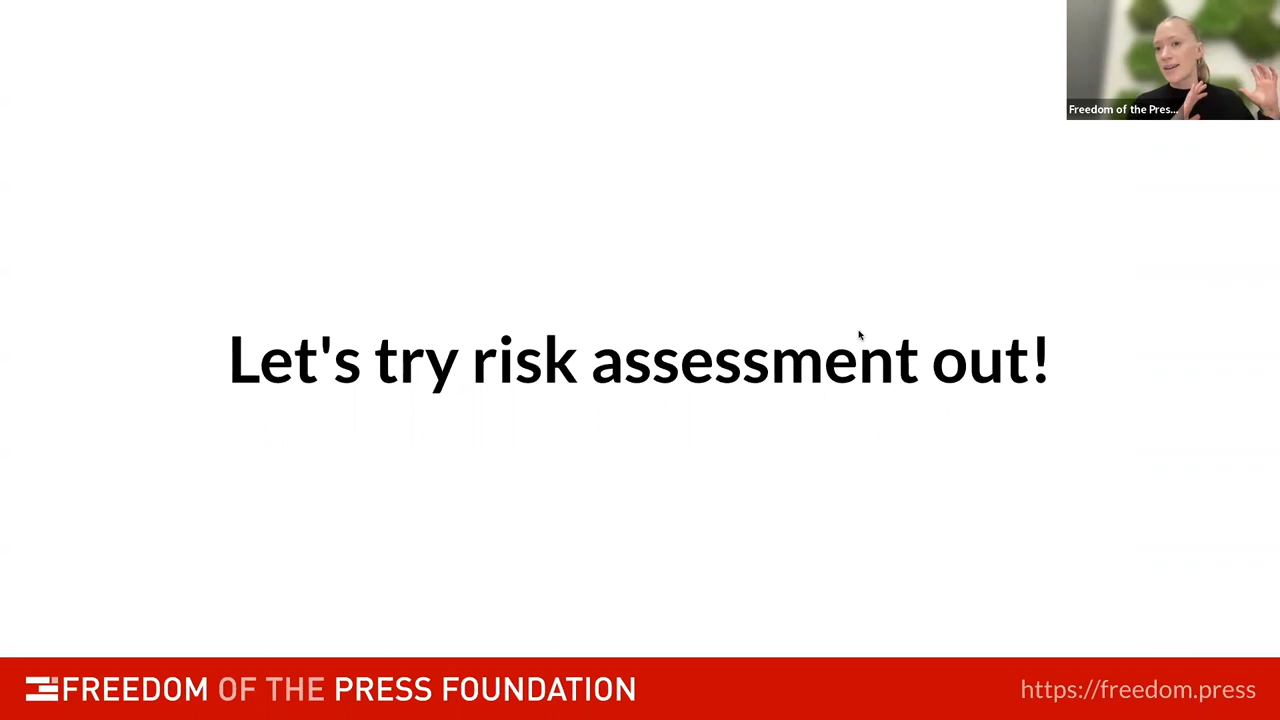 Freedom of the Pres...
Let's try risk assessment out!
FREEDOM OF THE PRESS FOUNDATION
https://freedom.press